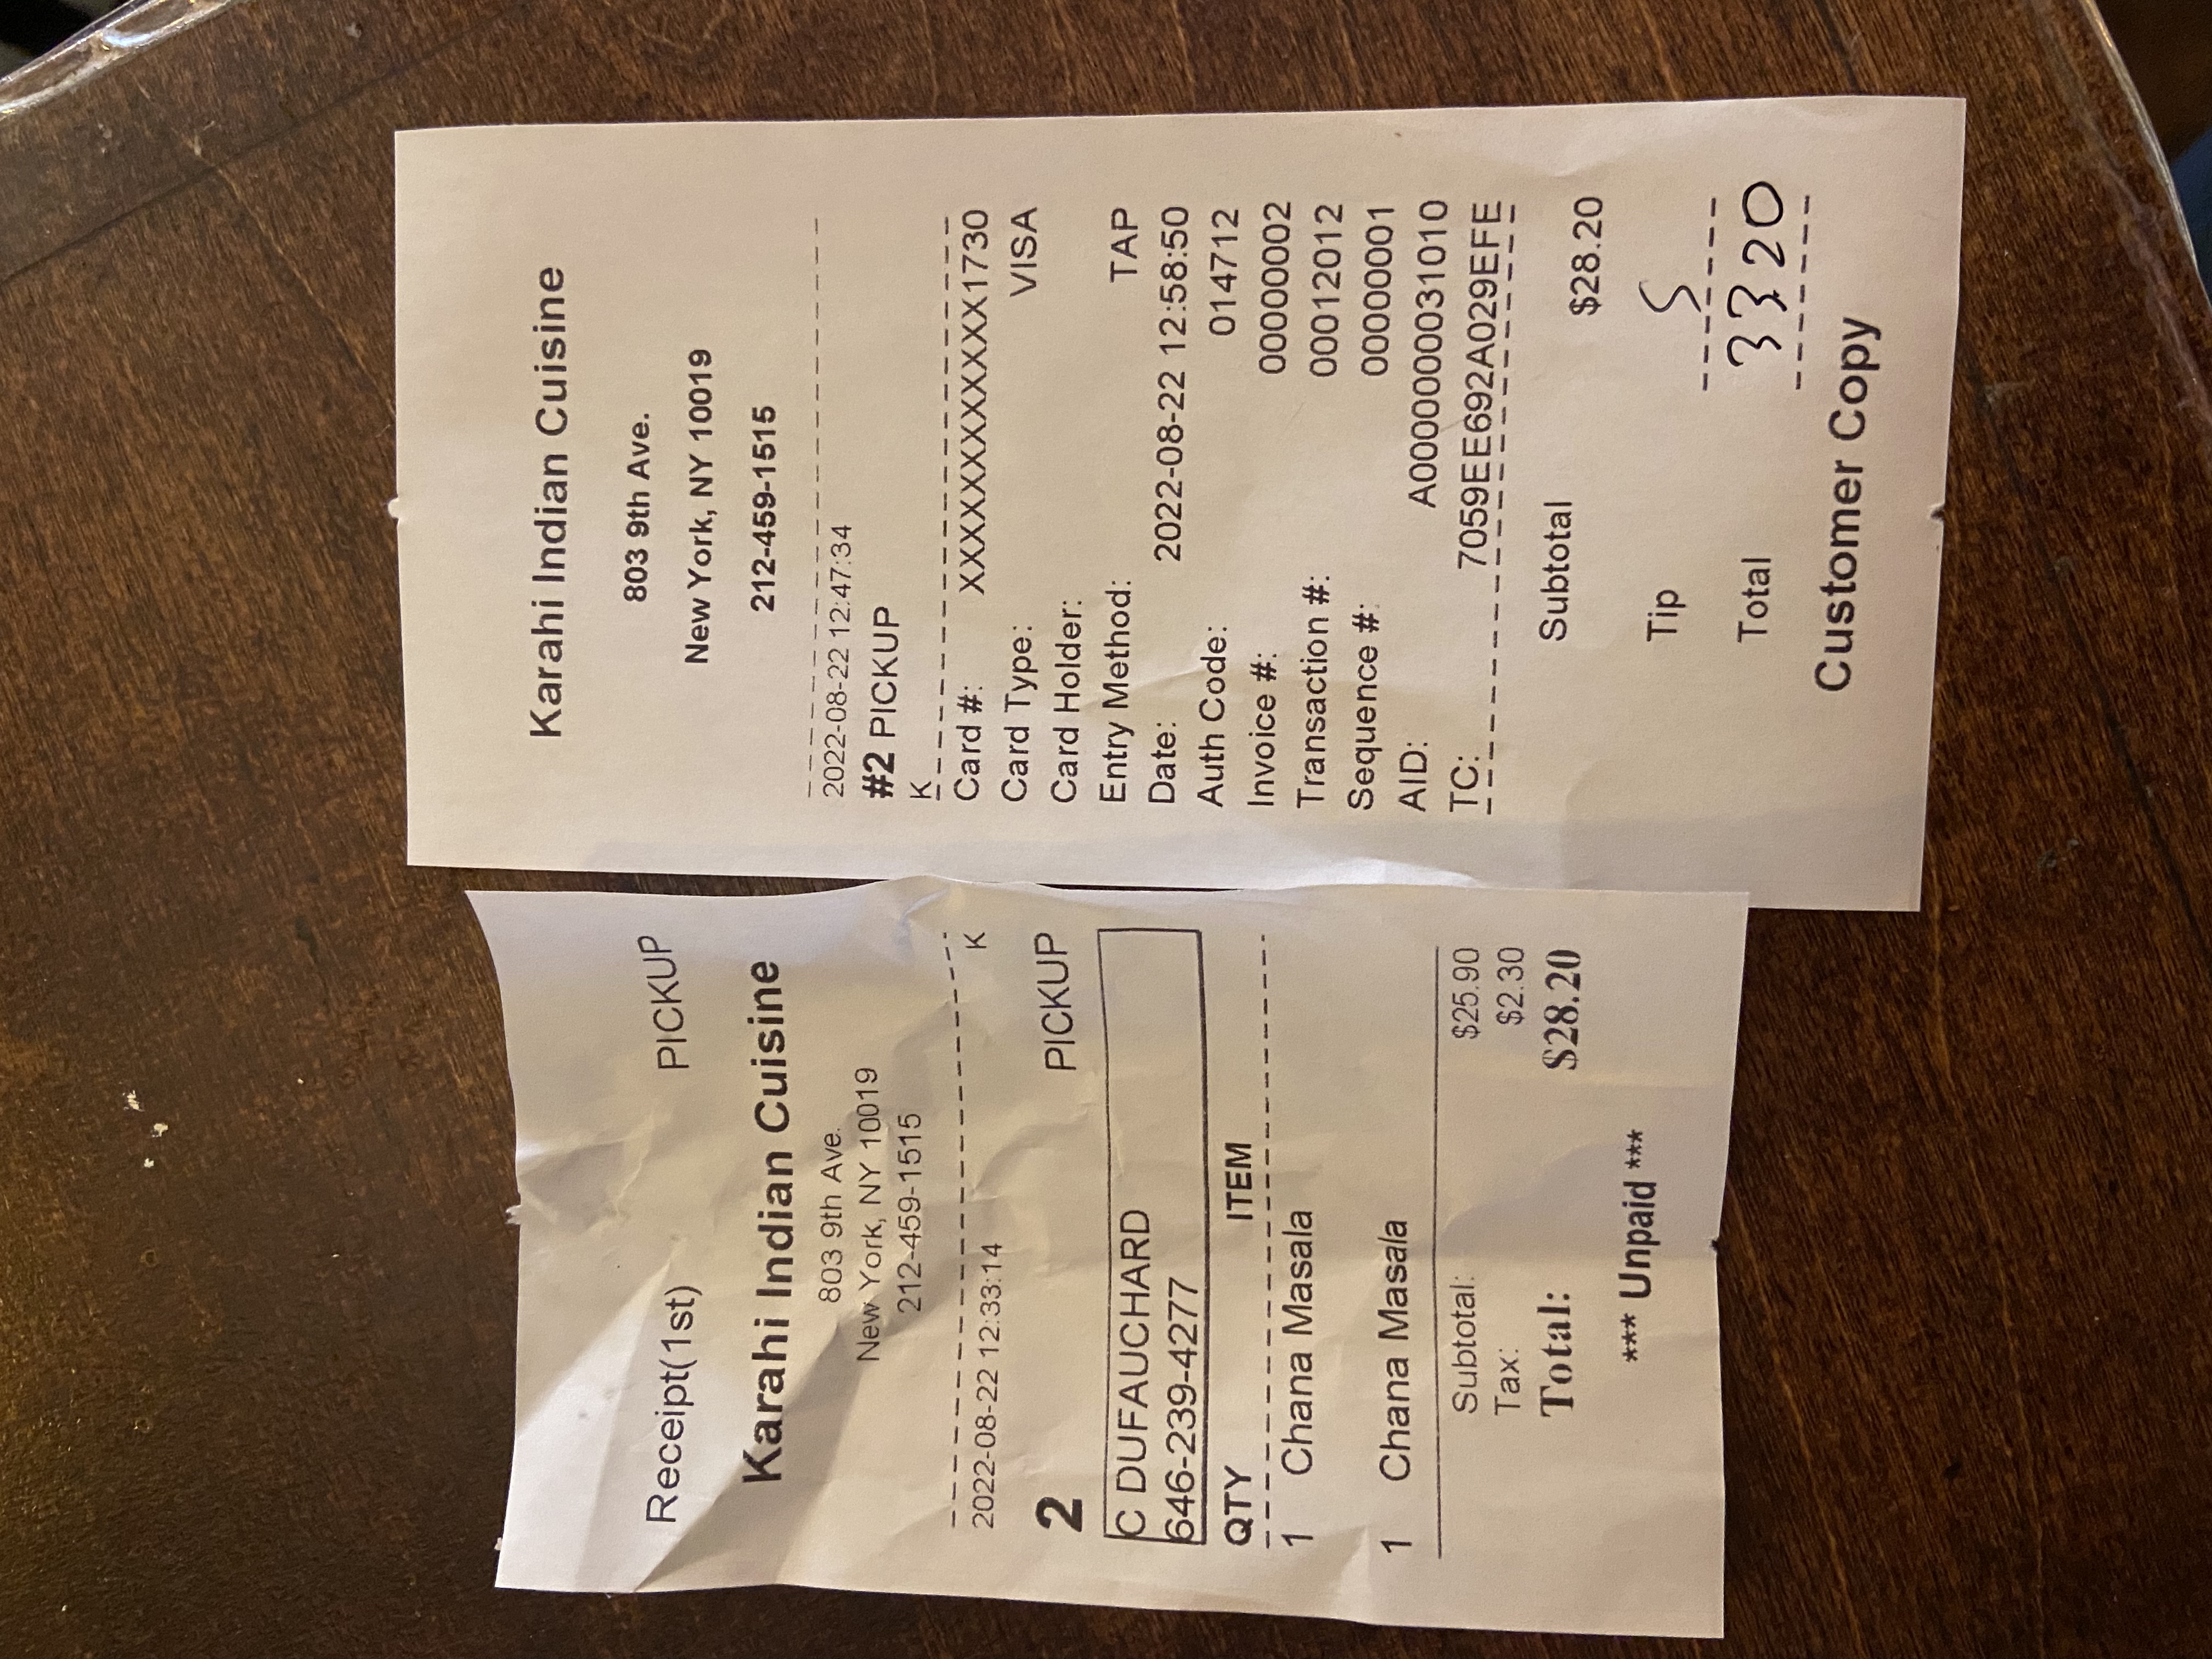 Receipt(1st) PICKUP
Karahi Indian Cuisine
803 9th Ave.
New York, NY 10019
212-459-1515
2022-08-22 12:33:14 K
2 PICKUP
C DUFAUCHARD
646-239-4277
QTY ITEM
1 Chana Masala
1 Chana Masala
Subtotal: $25.90
Tax: $2.30
Total: $28.20
*** Unpaid ***
Karahi Indian Cuisine
803 9th Ave.
New York, NY 10019
212-459-1515
2022-08-22 12:47:34
#2 PICKUP
K
Card #: XXXXXXXXXXXX1730
Card Type: VISA
Card Holder:
Entry Method: TAP
Date: 2022-08-22 12:58:50
Auth Code: 014712
Invoice #: 00000002
Transaction #: 00012012
Sequence #: 00000001
AID: A0000000031010
TC: 7059EE692A029EFE
Subtotal $28.20
Tip 5
Total 33.20
Customer Copy